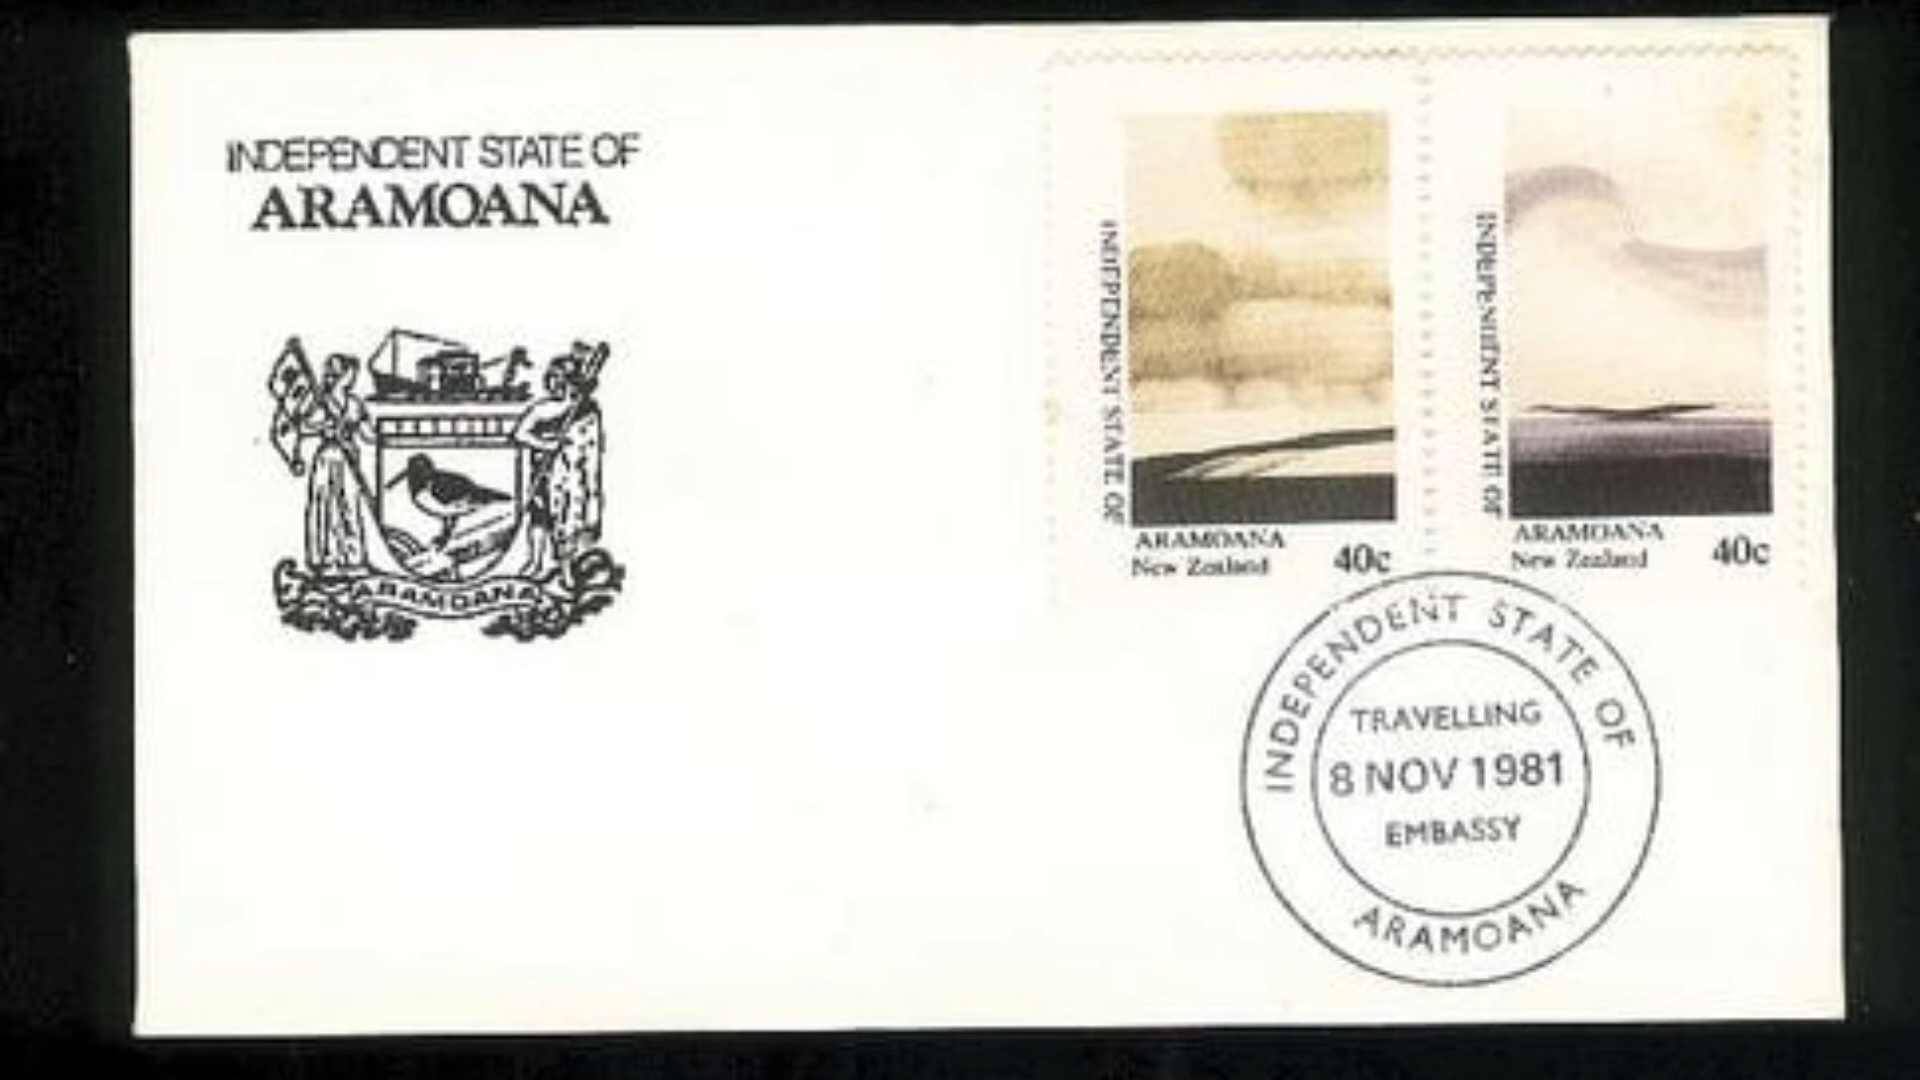 INDEPENDENT STATE OF
ARAMOANA
ARAMOANA
INDEPENDENT STATE OF
ARAMOANA
New Zealand 40c
INDEPENDENT STATE OF
ARAMOANA
New Zealand 40c
INDEPENDENT STATE OF
TRAVELLING
8 NOV 1981
EMBASSY
ARAMOANA